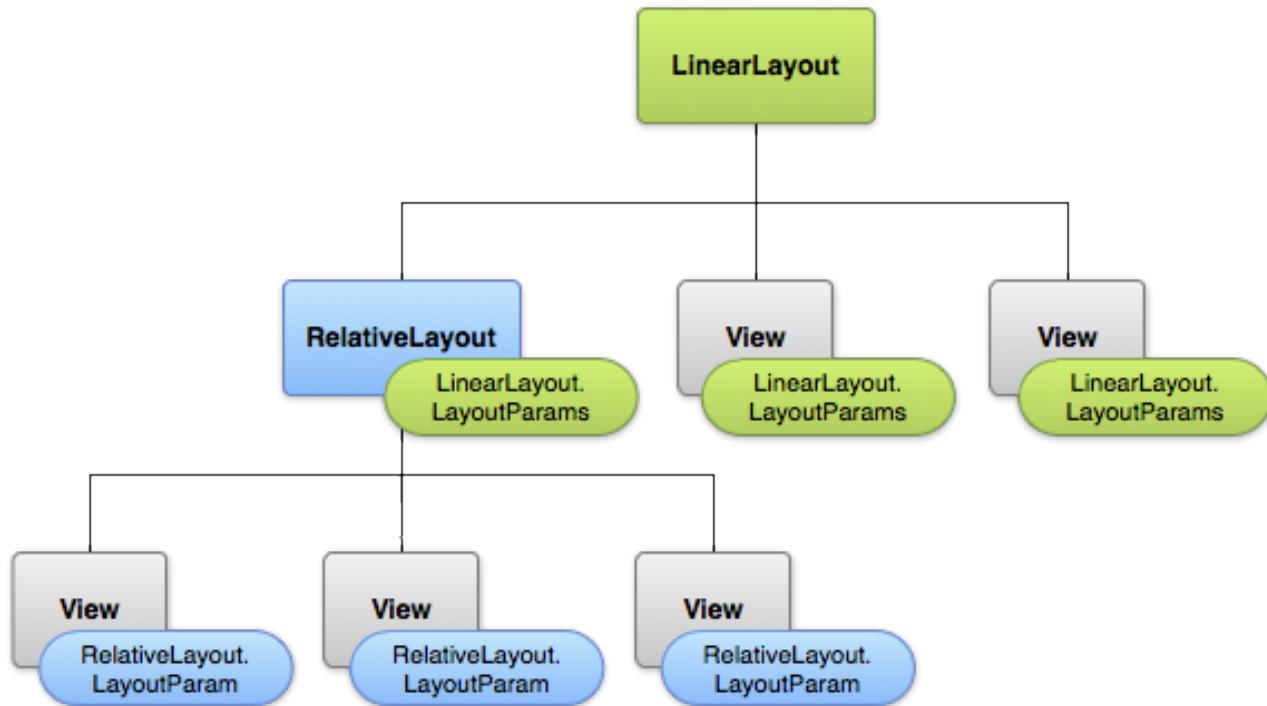 LinearLayout
RelativeLayout
LinearLayout.
LayoutParams
View
LinearLayout.
LayoutParams
View
LinearLayout.
LayoutParams
View
RelativeLayout.
LayoutParam
View
RelativeLayout.
LayoutParam
View
RelativeLayout.
LayoutParam